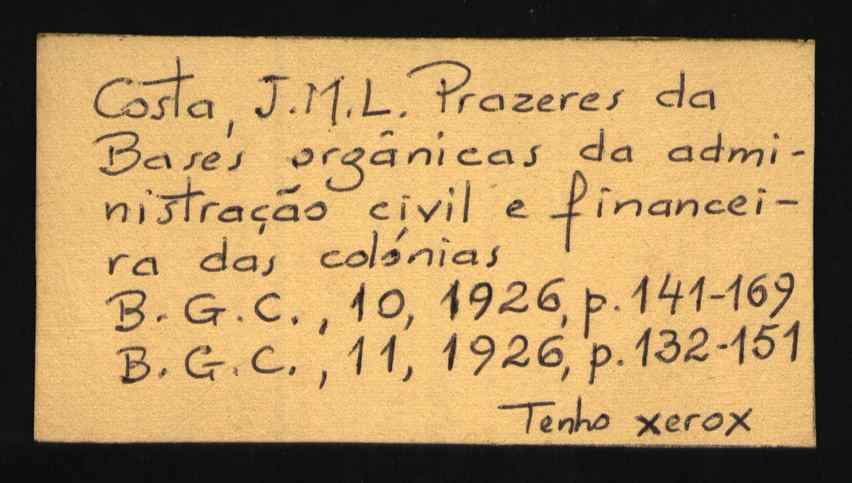 Costa, J.M.L. Prazeres da
Bases orgânicas da admi-
nistração civil e financei-
ra das colónias
B.G.C., 10, 1926, p.141-169
B.G.C., 11, 1926, p.132-151
Tenho xerox